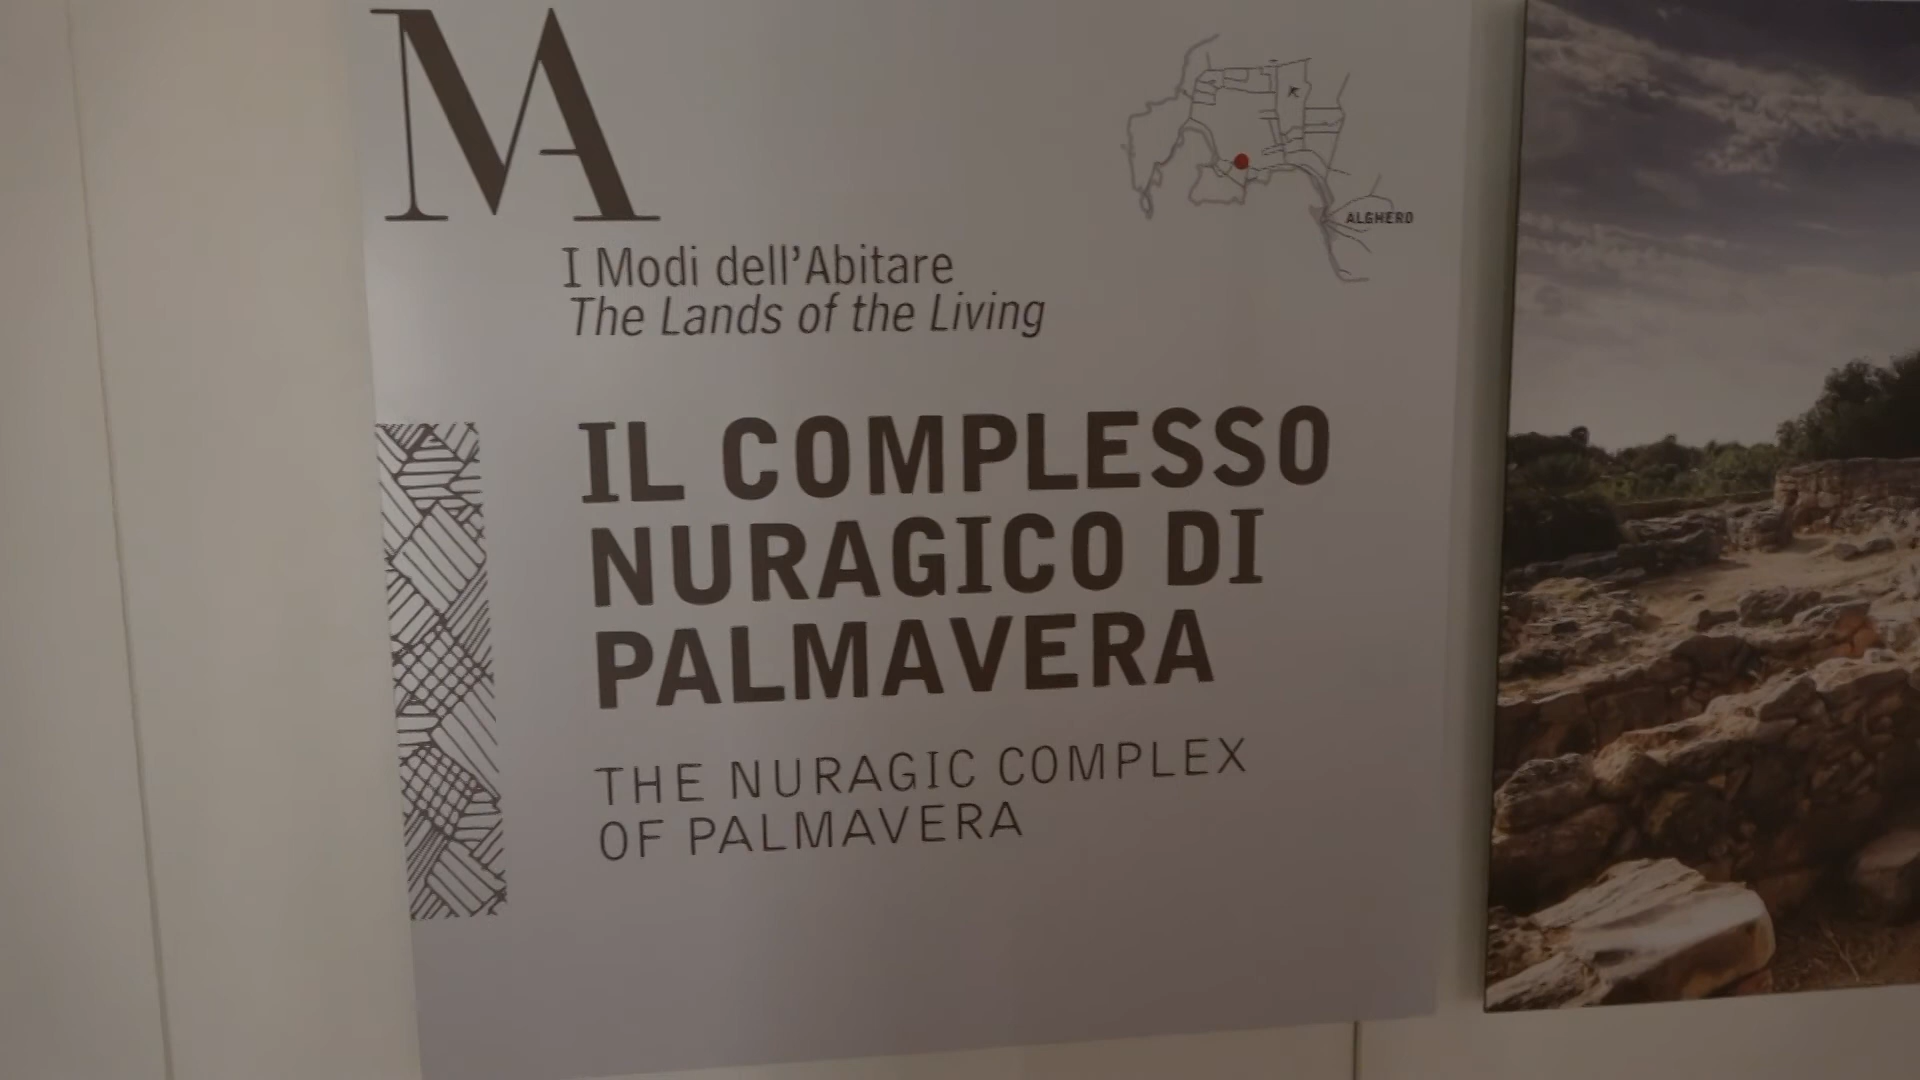 MA
ALGHERO
I Modi dell'Abitare
The Lands of the Living
IL COMPLESSO
NURAGICO DI
PALMAVERA
THE NURAGIC COMPLEX
OF PALMAVERA